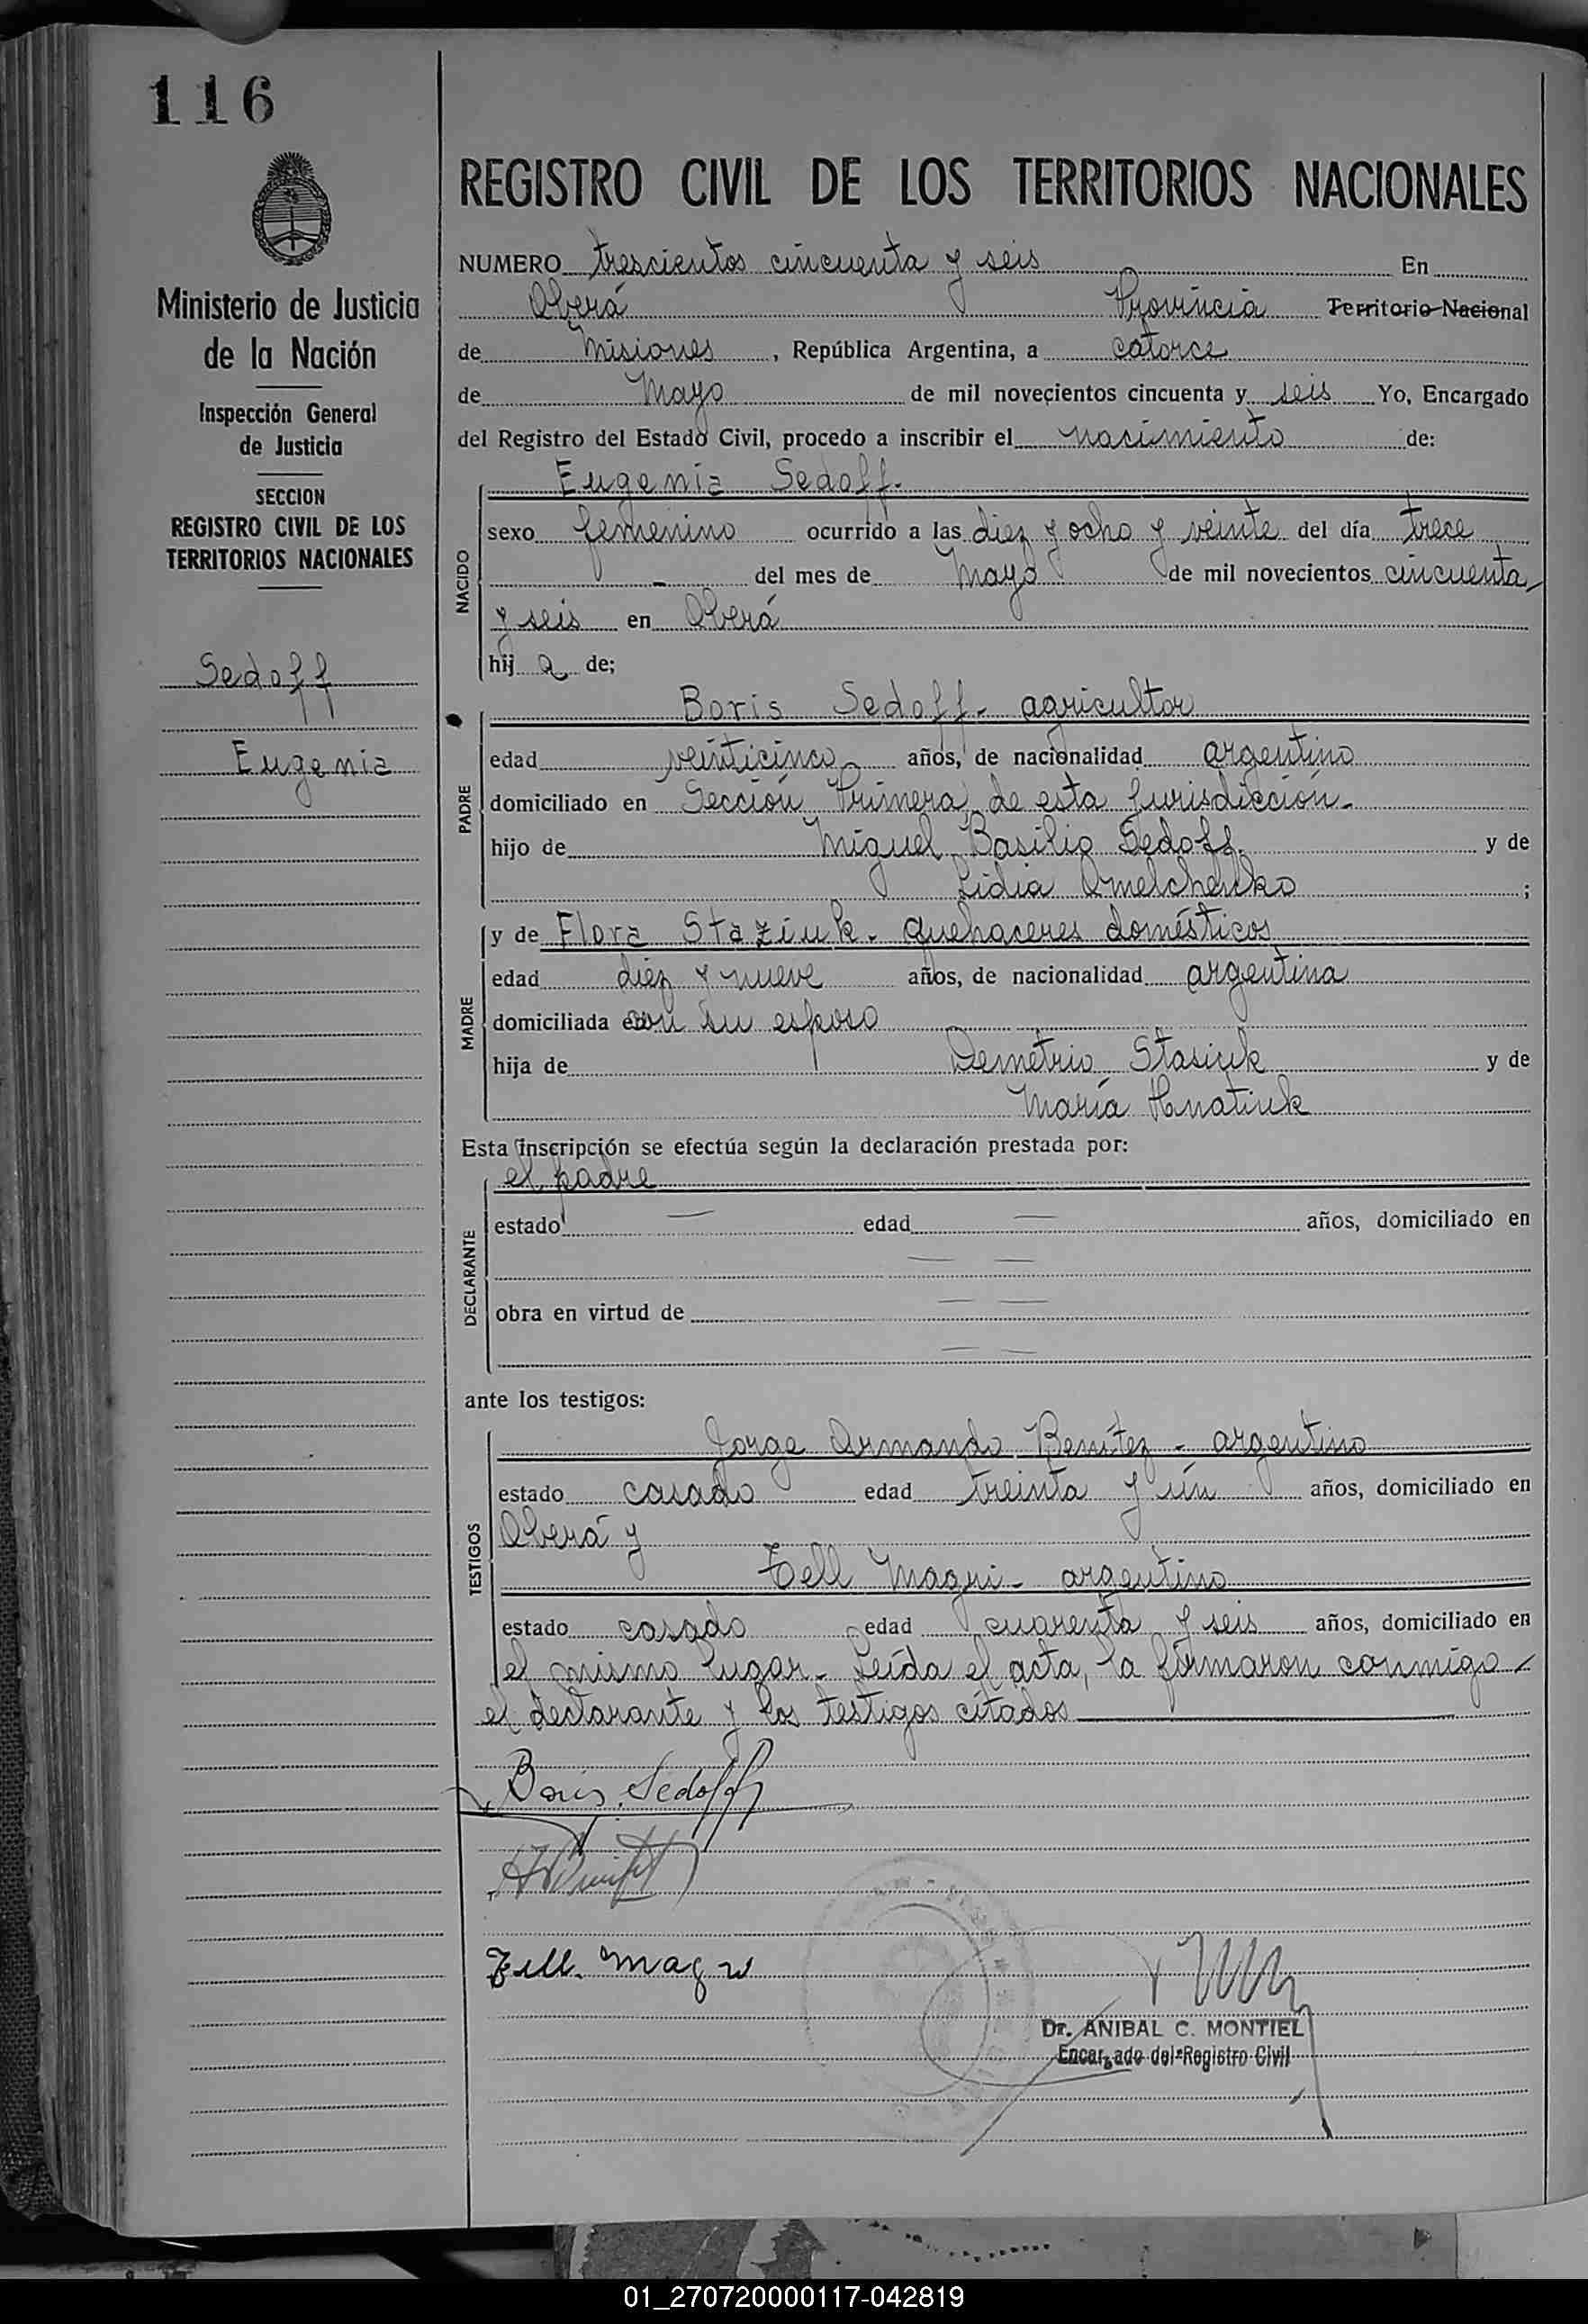 116
Ministerio de Justicia
de la Nación
Inspección General
de Justicia
SECCION
REGISTRO CIVIL DE LOS
TERRITORIOS NACIONALES
Sedoff
Eugenia
REGISTRO CIVIL DE LOS TERRITORIOS NACIONALES
NUMERO trescientos cincuenta y seis En
Oberá Provincia Territorio Nacional
de Misiones, República Argentina, a catorce
de Mayo de mil novecientos cincuenta y seis Yo, Encargado
del Registro del Estado Civil, procedo a inscribir el nacimiento de:
NACIDO
Eugenia Sedoff.
sexo femenino ocurrido a las diez y ocho y veinte del día trece
- del mes de Mayo de mil novecientos cincuenta
y seis en Oberá
hij a de;
PADRE
Boris Sedoff - agricultor
edad veinticinco años, de nacionalidad argentino
domiciliado en Sección Primera de esta jurisdicción -
hijo de Miguel Basilio Sedoff. y de
Lidia Omelchenko ;
MADRE
y de Flora Staziuk - quehaceres domésticos
edad diez y nueve años, de nacionalidad argentina
domiciliada con su esposo
hija de Demetrio Stasiuk y de
María Hnatiuk
Esta inscripción se efectúa según la declaración prestada por:
DECLARANTE
el padre
estado — edad — años, domiciliado en
— —
obra en virtud de — —
— —
ante los testigos:
TESTIGOS
Jorge Armando Benítez - argentino
estado casado edad treinta y ún años, domiciliado en
Oberá y
Tell Magni - argentino
estado casado edad cuarenta y seis años, domiciliado en
el mismo lugar - Leída el acta, la firmaron conmigo
el declarante y los testigos citados
Boris Sedoff
Tell Magni
Dr. ANIBAL C. MONTIEL
Encargado del Registro Civil
01_270720000117-042819